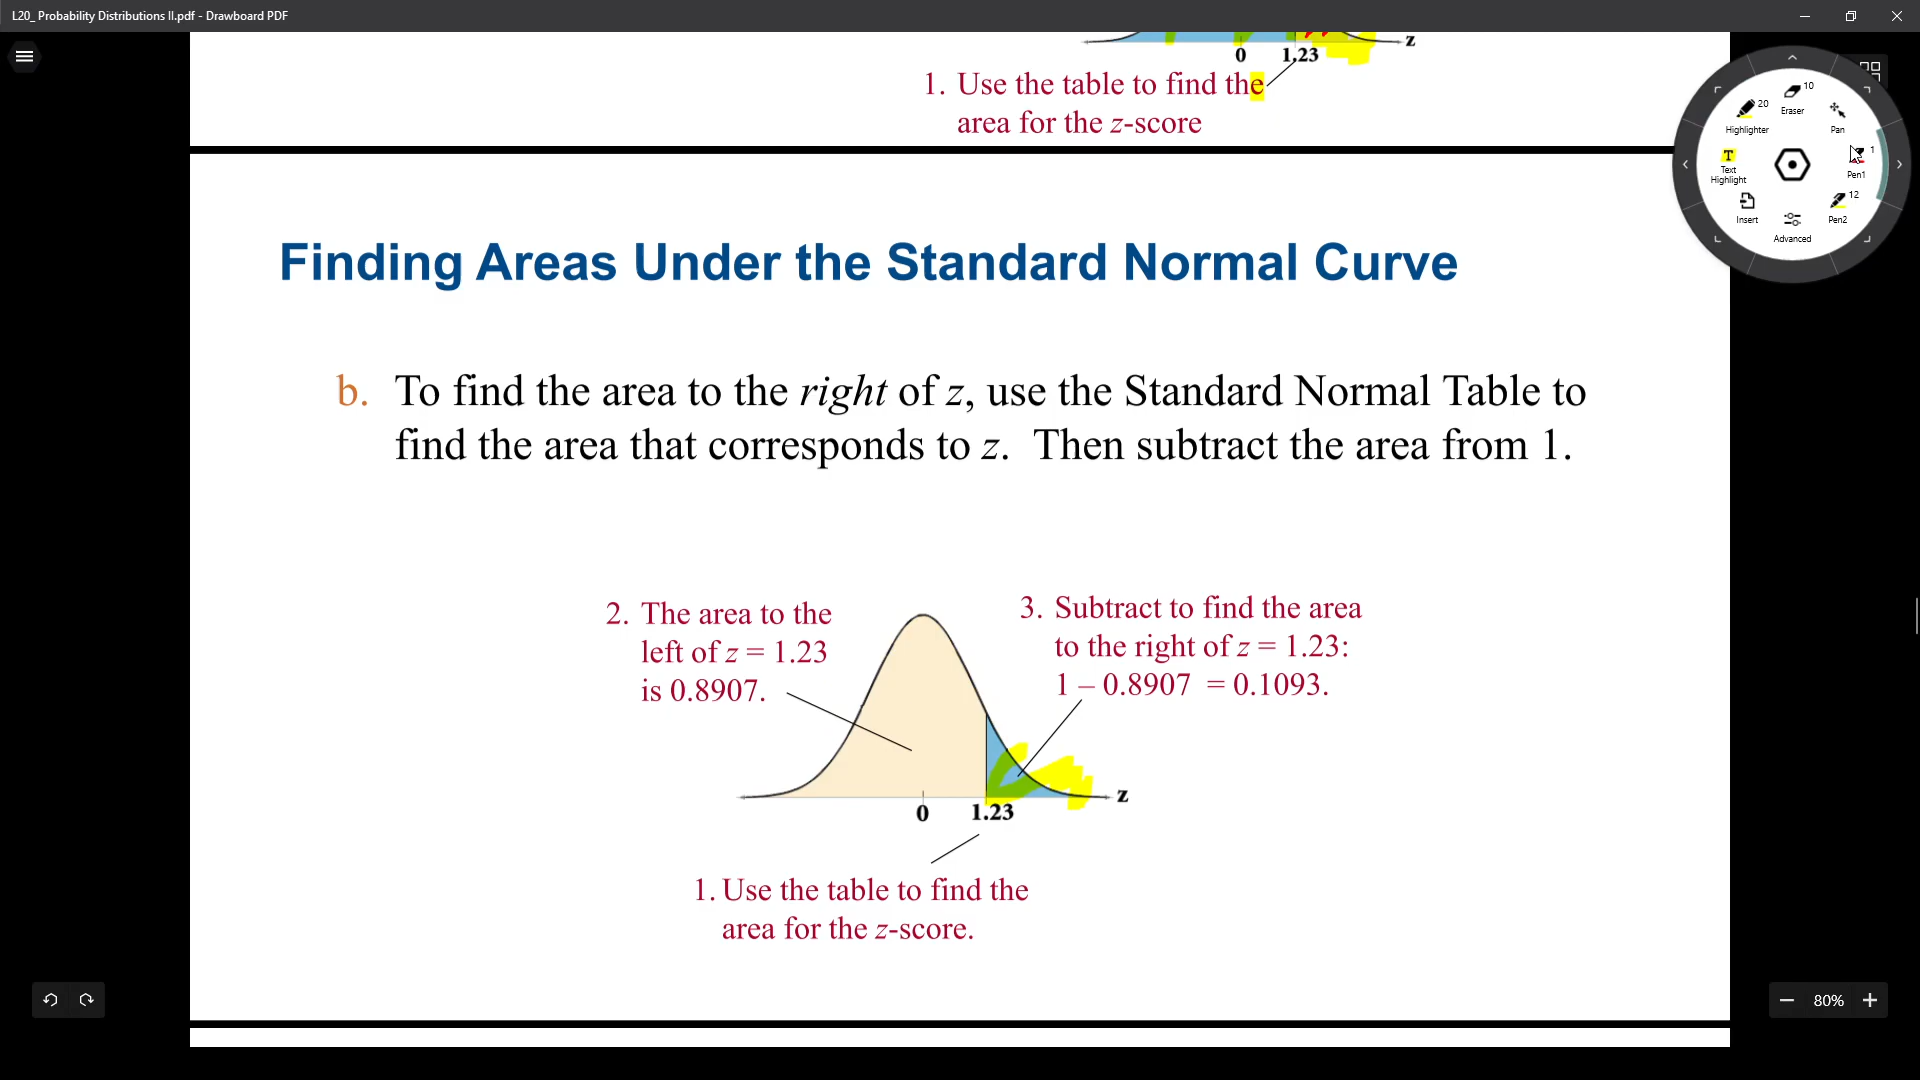 L20_ Probability Distributions II.pdf - Drawboard PDF
0 1.23 z
1. Use the table to find the
area for the z-score
10
Eraser
20
Highlighter
Pan
T
Text
Highlight
1
Pen1
Insert
12
Pen2
Advanced
Finding Areas Under the Standard Normal Curve
b. To find the area to the right of z, use the Standard Normal Table to
find the area that corresponds to z. Then subtract the area from 1.
2. The area to the
left of z = 1.23
is 0.8907.
3. Subtract to find the area
to the right of z = 1.23:
1 – 0.8907 = 0.1093.
z
0 1.23
1. Use the table to find the
area for the z-score.
80%